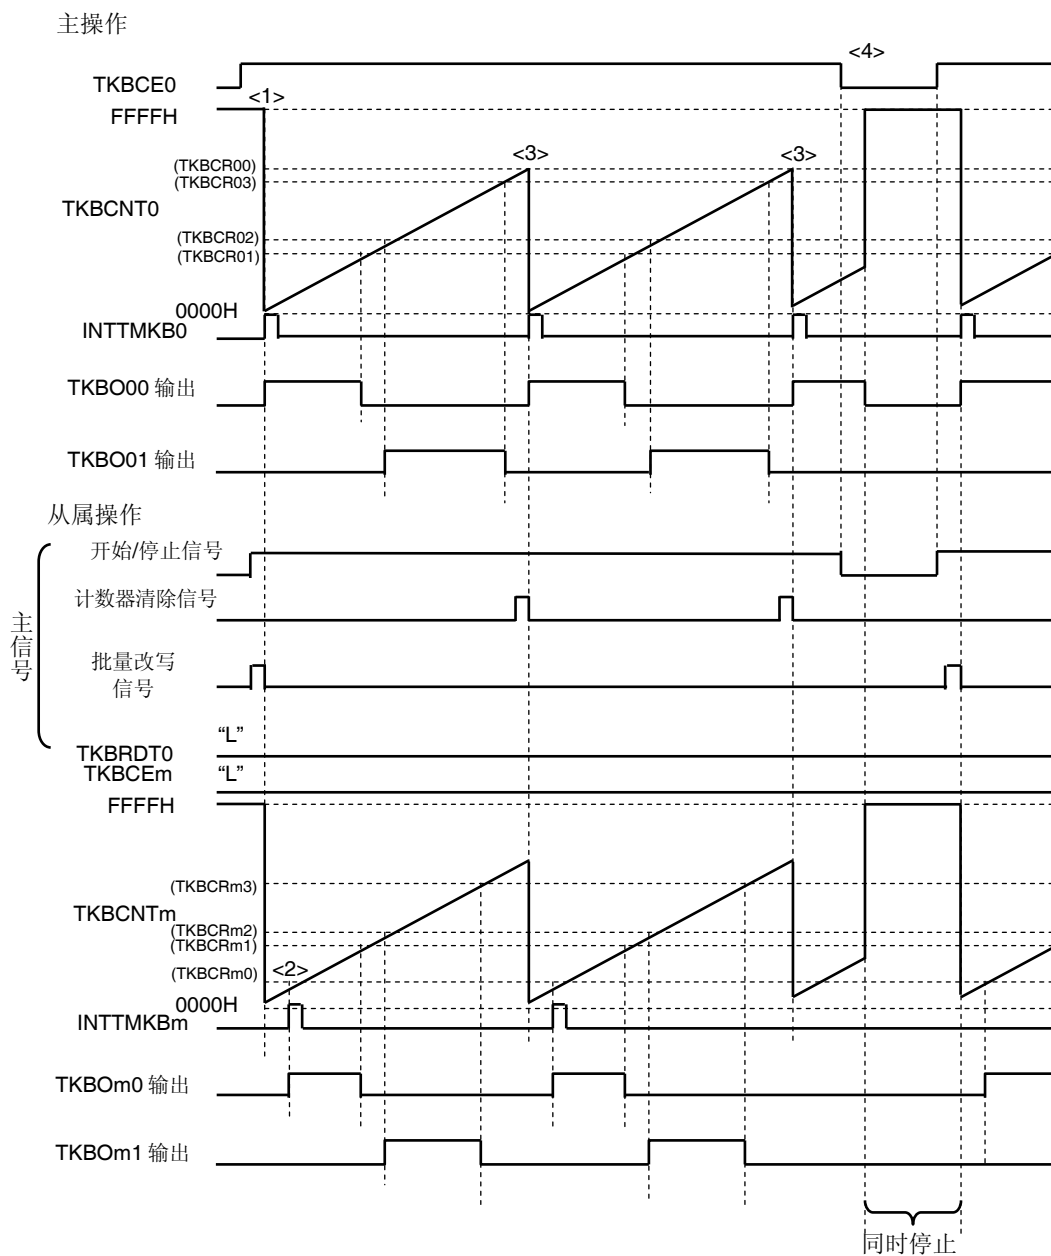 主操作
<4>
TKBCE0
<1>
FFFFH
(TKBCR00)
<3>
<3>
(TKBCR03)
TKBCNT0
(TKBCR02)
(TKBCR01)
0000H
INTTMKB0
TKBO00 输出
TKBO01 输出
从属操作
开始/停止信号
计数器清除信号
主信号
批量改写
信号
“L”
TKBRDT0
TKBCEm
“L”
FFFFH
(TKBCRm3)
TKBCNTm
(TKBCRm2)
(TKBCRm1)
(TKBCRm0)
<2>
0000H
INTTMKBm
TKBOm0 输出
TKBOm1 输出
同时停止